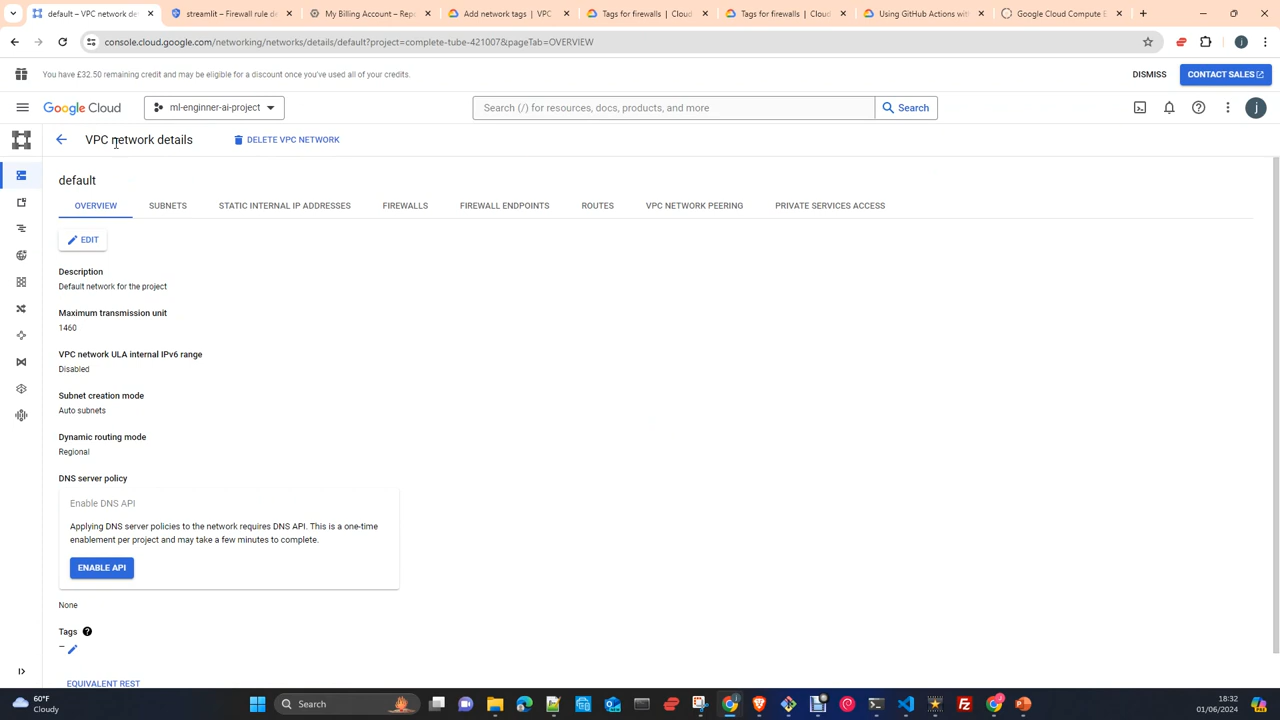 default – VPC network det
streamlit – Firewall rule de
My Billing Account – Repo
Add network tags | VPC
Tags for firewalls | Cloud
Tags for firewalls | Cloud
Using GitHub Actions with
Google Cloud Compute E
console.cloud.google.com/networking/networks/details/default?project=complete-tube-421007&pageTab=OVERVIEW
You have £32.50 remaining credit and may be eligible for a discount once you've used all of your credits.
DISMISS
CONTACT SALES
Google Cloud
ml-enginner-ai-project
Search (/) for resources, docs, products, and more
Search
j
VPC network details
DELETE VPC NETWORK
default
OVERVIEW
SUBNETS
STATIC INTERNAL IP ADDRESSES
FIREWALLS
FIREWALL ENDPOINTS
ROUTES
VPC NETWORK PEERING
PRIVATE SERVICES ACCESS
EDIT
Description
Default network for the project
Maximum transmission unit
1460
VPC network ULA internal IPv6 range
Disabled
Subnet creation mode
Auto subnets
Dynamic routing mode
Regional
DNS server policy
Enable DNS API
Applying DNS server policies to the network requires DNS API. This is a one-time
enablement per project and may take a few minutes to complete.
ENABLE API
None
Tags
–
EQUIVALENT REST
60°F
Cloudy
Search
18:32
01/06/2024